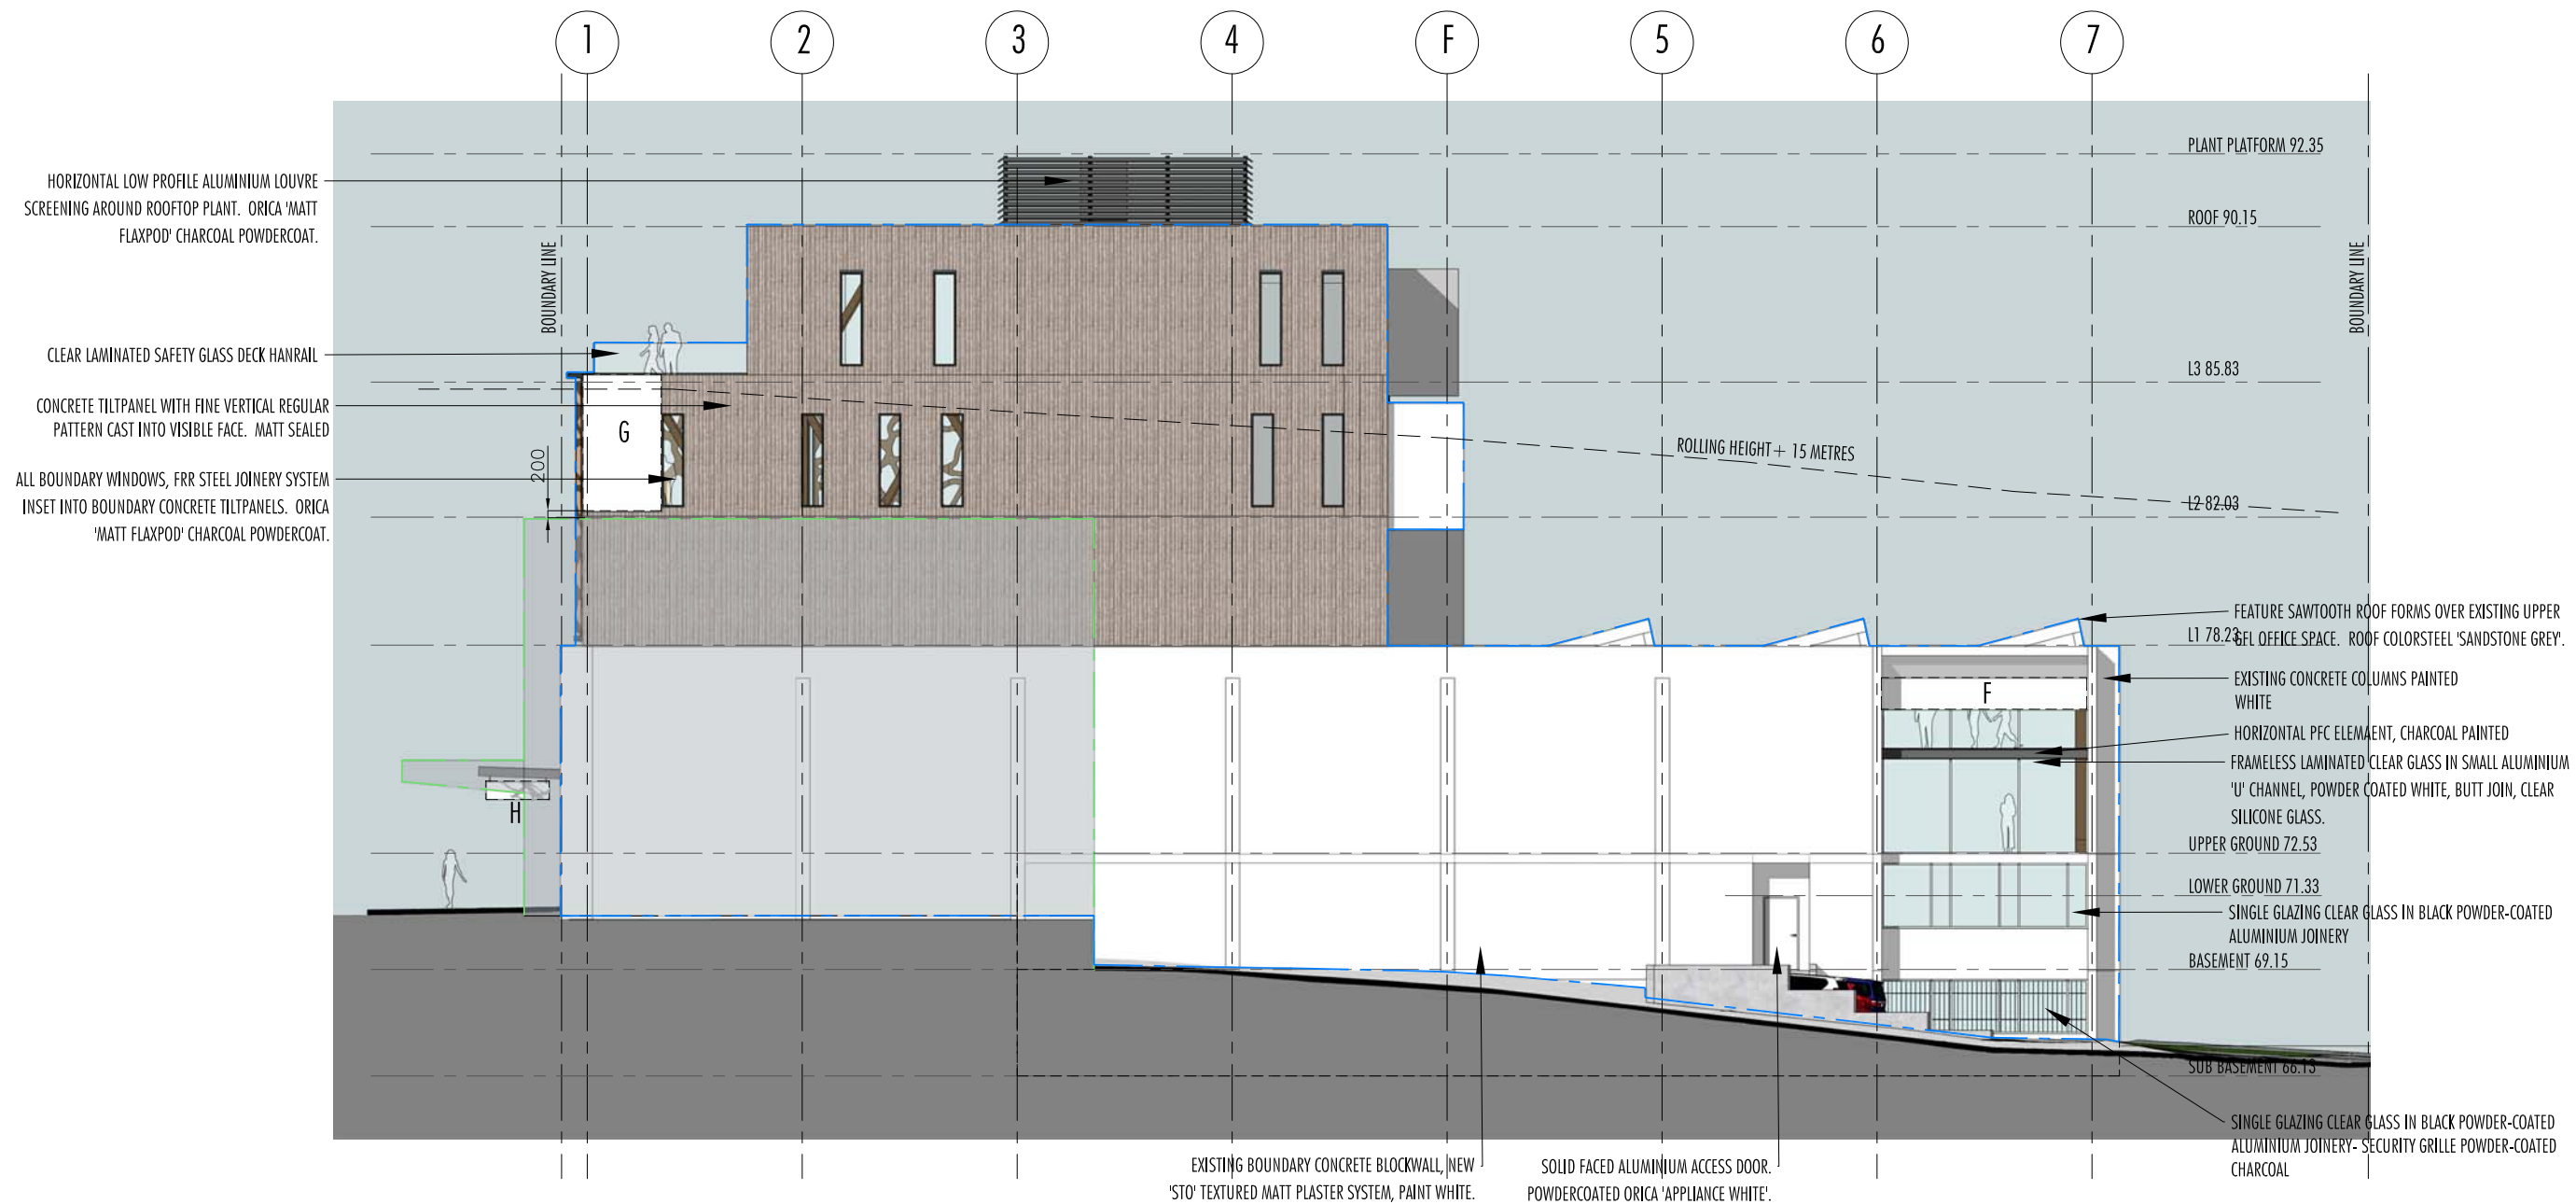 1 2 3 4 F 5 6 7
PLANT PLATFORM 92.35
HORIZONTAL LOW PROFILE ALUMINIUM LOUVRE
SCREENING AROUND ROOFTOP PLANT. ORICA 'MATT
FLAXPOD' CHARCOAL POWDERCOAT.
ROOF 90.15
BOUNDARY LINE
BOUNDARY LINE
CLEAR LAMINATED SAFETY GLASS DECK HANRAIL
L3 85.83
CONCRETE TILTPANEL WITH FINE VERTICAL REGULAR
PATTERN CAST INTO VISIBLE FACE. MATT SEALED
G
ROLLING HEIGHT + 15 METRES
ALL BOUNDARY WINDOWS, FRR STEEL JOINERY SYSTEM
INSET INTO BOUNDARY CONCRETE TILTPANELS. ORICA
'MATT FLAXPOD' CHARCOAL POWDERCOAT.
200
L2 82.03
FEATURE SAWTOOTH ROOF FORMS OVER EXISTING UPPER
GFL OFFICE SPACE. ROOF COLORSTEEL 'SANDSTONE GREY'.
L1 78.23
EXISTING CONCRETE COLUMNS PAINTED
WHITE
F
HORIZONTAL PFC ELEMAENT, CHARCOAL PAINTED
FRAMELESS LAMINATED CLEAR GLASS IN SMALL ALUMINIUM
'U' CHANNEL, POWDER COATED WHITE, BUTT JOIN, CLEAR
SILICONE GLASS.
H
UPPER GROUND 72.53
LOWER GROUND 71.33
SINGLE GLAZING CLEAR GLASS IN BLACK POWDER-COATED
ALUMINIUM JOINERY
BASEMENT 69.15
SUB BASEMENT 66.13
SINGLE GLAZING CLEAR GLASS IN BLACK POWDER-COATED
ALUMINIUM JOINERY- SECURITY GRILLE POWDER-COATED
CHARCOAL
EXISTING BOUNDARY CONCRETE BLOCKWALL, NEW
'STO' TEXTURED MATT PLASTER SYSTEM, PAINT WHITE.
SOLID FACED ALUMINIUM ACCESS DOOR.
POWDERCOATED ORICA 'APPLIANCE WHITE'.